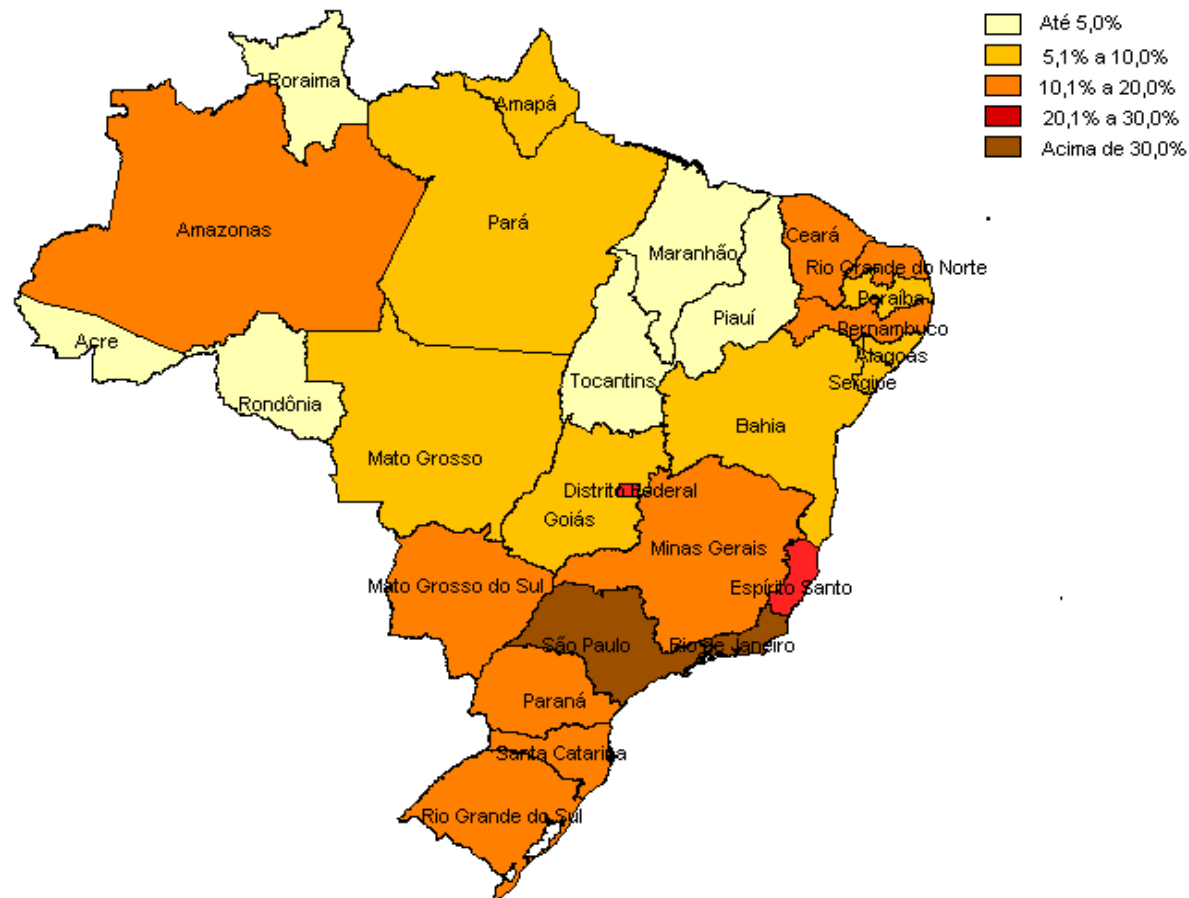 Até 5,0%
5,1% a 10,0%
10,1% a 20,0%
20,1% a 30,0%
Acima de 30,0%
Roraima
Amapá
Amazonas
Pará
Maranhão
Ceará
Rio Grande do Norte
Paraíba
Piauí
Pernambuco
Acre
Alagoas
Tocantins
Sergipe
Rondônia
Bahia
Mato Grosso
Distrito Federal
Goiás
Minas Gerais
Mato Grosso do Sul
Espírito Santo
São Paulo
Rio de Janeiro
Paraná
Santa Catarina
Rio Grande do Sul